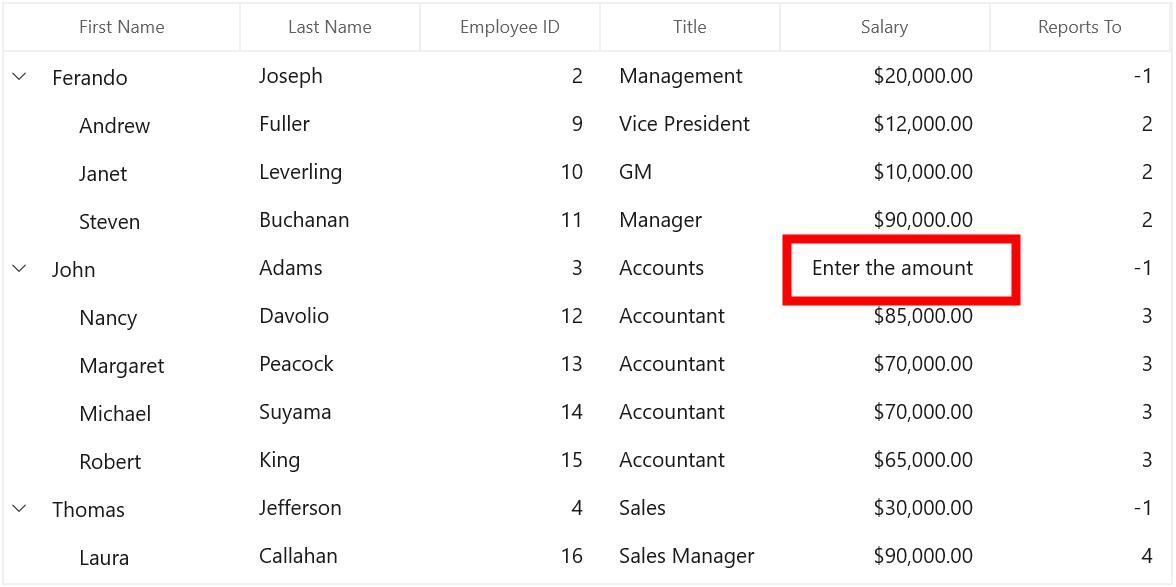 First Name Last Name Employee ID Title Salary Reports To
Ferando Joseph 2 Management $20,000.00 -1
Andrew Fuller 9 Vice President $12,000.00 2
Janet Leverling 10 GM $10,000.00 2
Steven Buchanan 11 Manager $90,000.00 2
John Adams 3 Accounts Enter the amount -1
Nancy Davolio 12 Accountant $85,000.00 3
Margaret Peacock 13 Accountant $70,000.00 3
Michael Suyama 14 Accountant $70,000.00 3
Robert King 15 Accountant $65,000.00 3
Thomas Jefferson 4 Sales $30,000.00 -1
Laura Callahan 16 Sales Manager $90,000.00 4